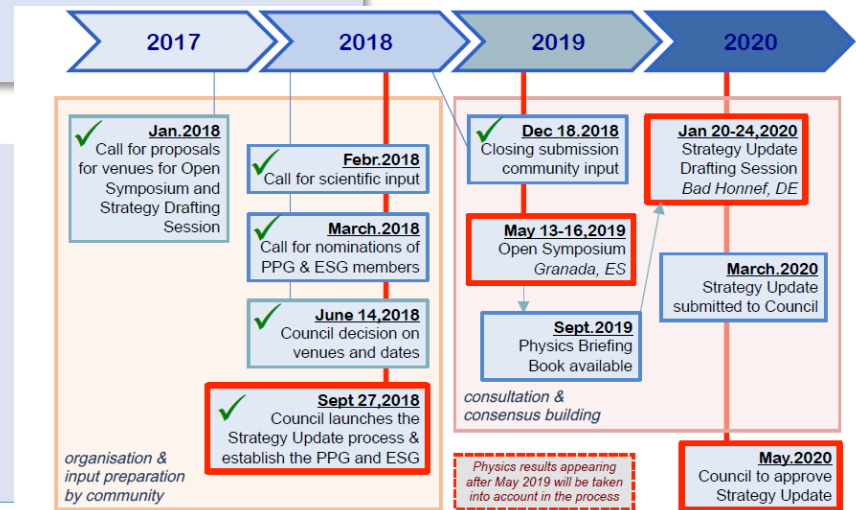 2017
2018
2019
2020
Jan.2018
Call for proposals
for venues for Open
Symposium and
Strategy Drafting
Session
Febr.2018
Call for scientific input
March.2018
Call for nominations of
PPG & ESG members
June 14,2018
Council decision on
venues and dates
Sept 27,2018
Council launches the
Strategy Update process &
establish the PPG and ESG
organisation &
input preparation
by community
Dec 18.2018
Closing submission
community input
May 13-16,2019
Open Symposium
Granada, ES
Sept.2019
Physics Briefing
Book available
consultation &
consensus building
Jan 20-24,2020
Strategy Update
Drafting Session
Bad Honnef, DE
March.2020
Strategy Update
submitted to Council
May.2020
Council to approve
Strategy Update
Physics results appearing
after May 2019 will be taken
into account in the process